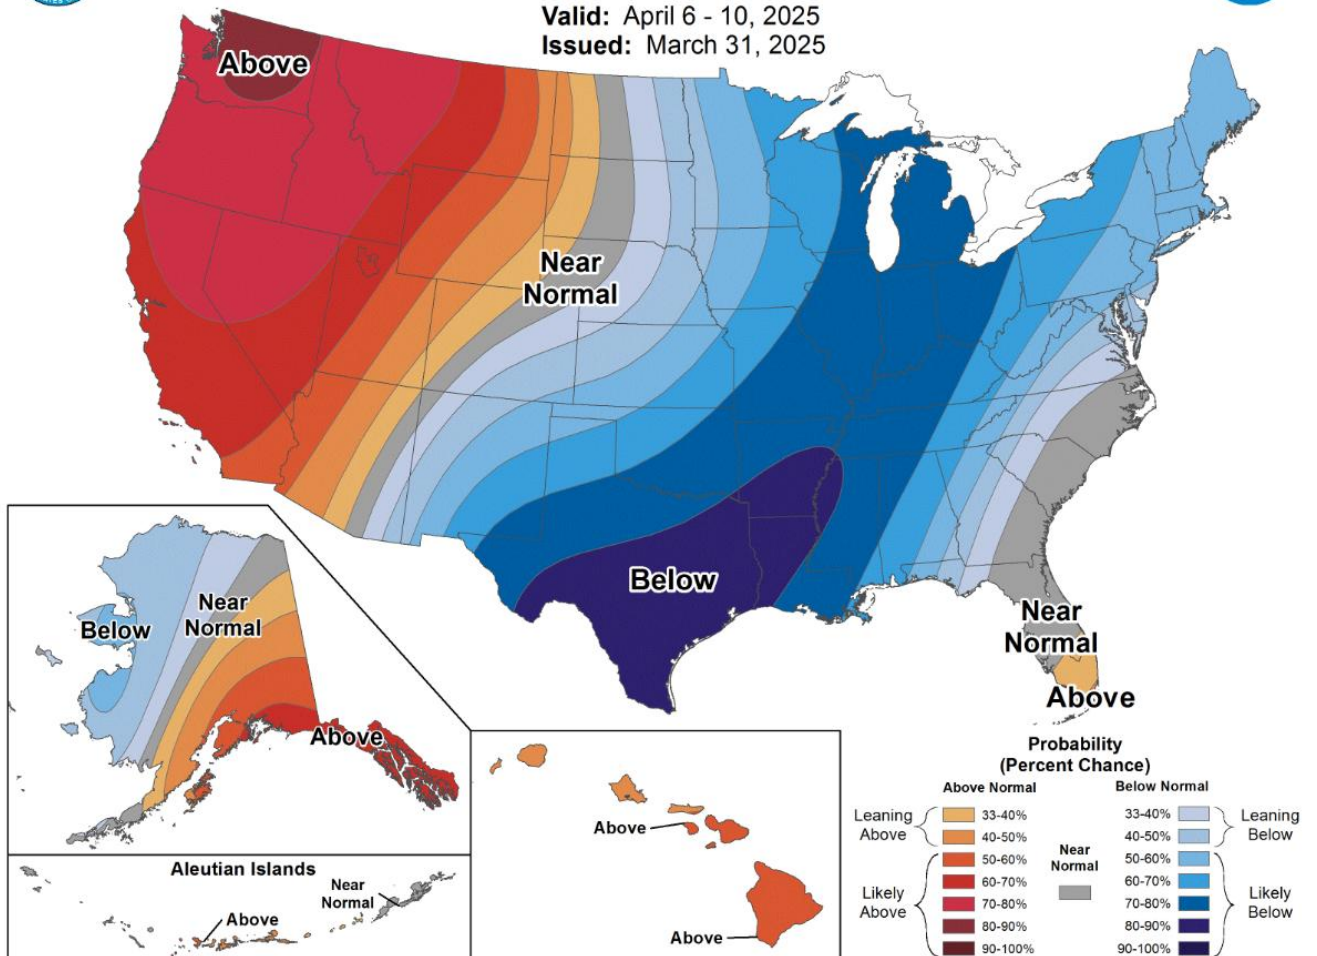 Valid: April 6 - 10, 2025
Issued: March 31, 2025
Above
Near
Normal
Below
Near
Normal
Above
Below
Near
Normal
Above
Aleutian Islands
Near
Normal
Above
Above
Above
Probability
(Percent Chance)
Above Normal
Below Normal
Leaning
Above
33-40%
40-50%
Likely
Above
50-60%
60-70%
70-80%
80-90%
90-100%
Near
Normal
33-40%
40-50%
Leaning
Below
50-60%
60-70%
70-80%
80-90%
90-100%
Likely
Below